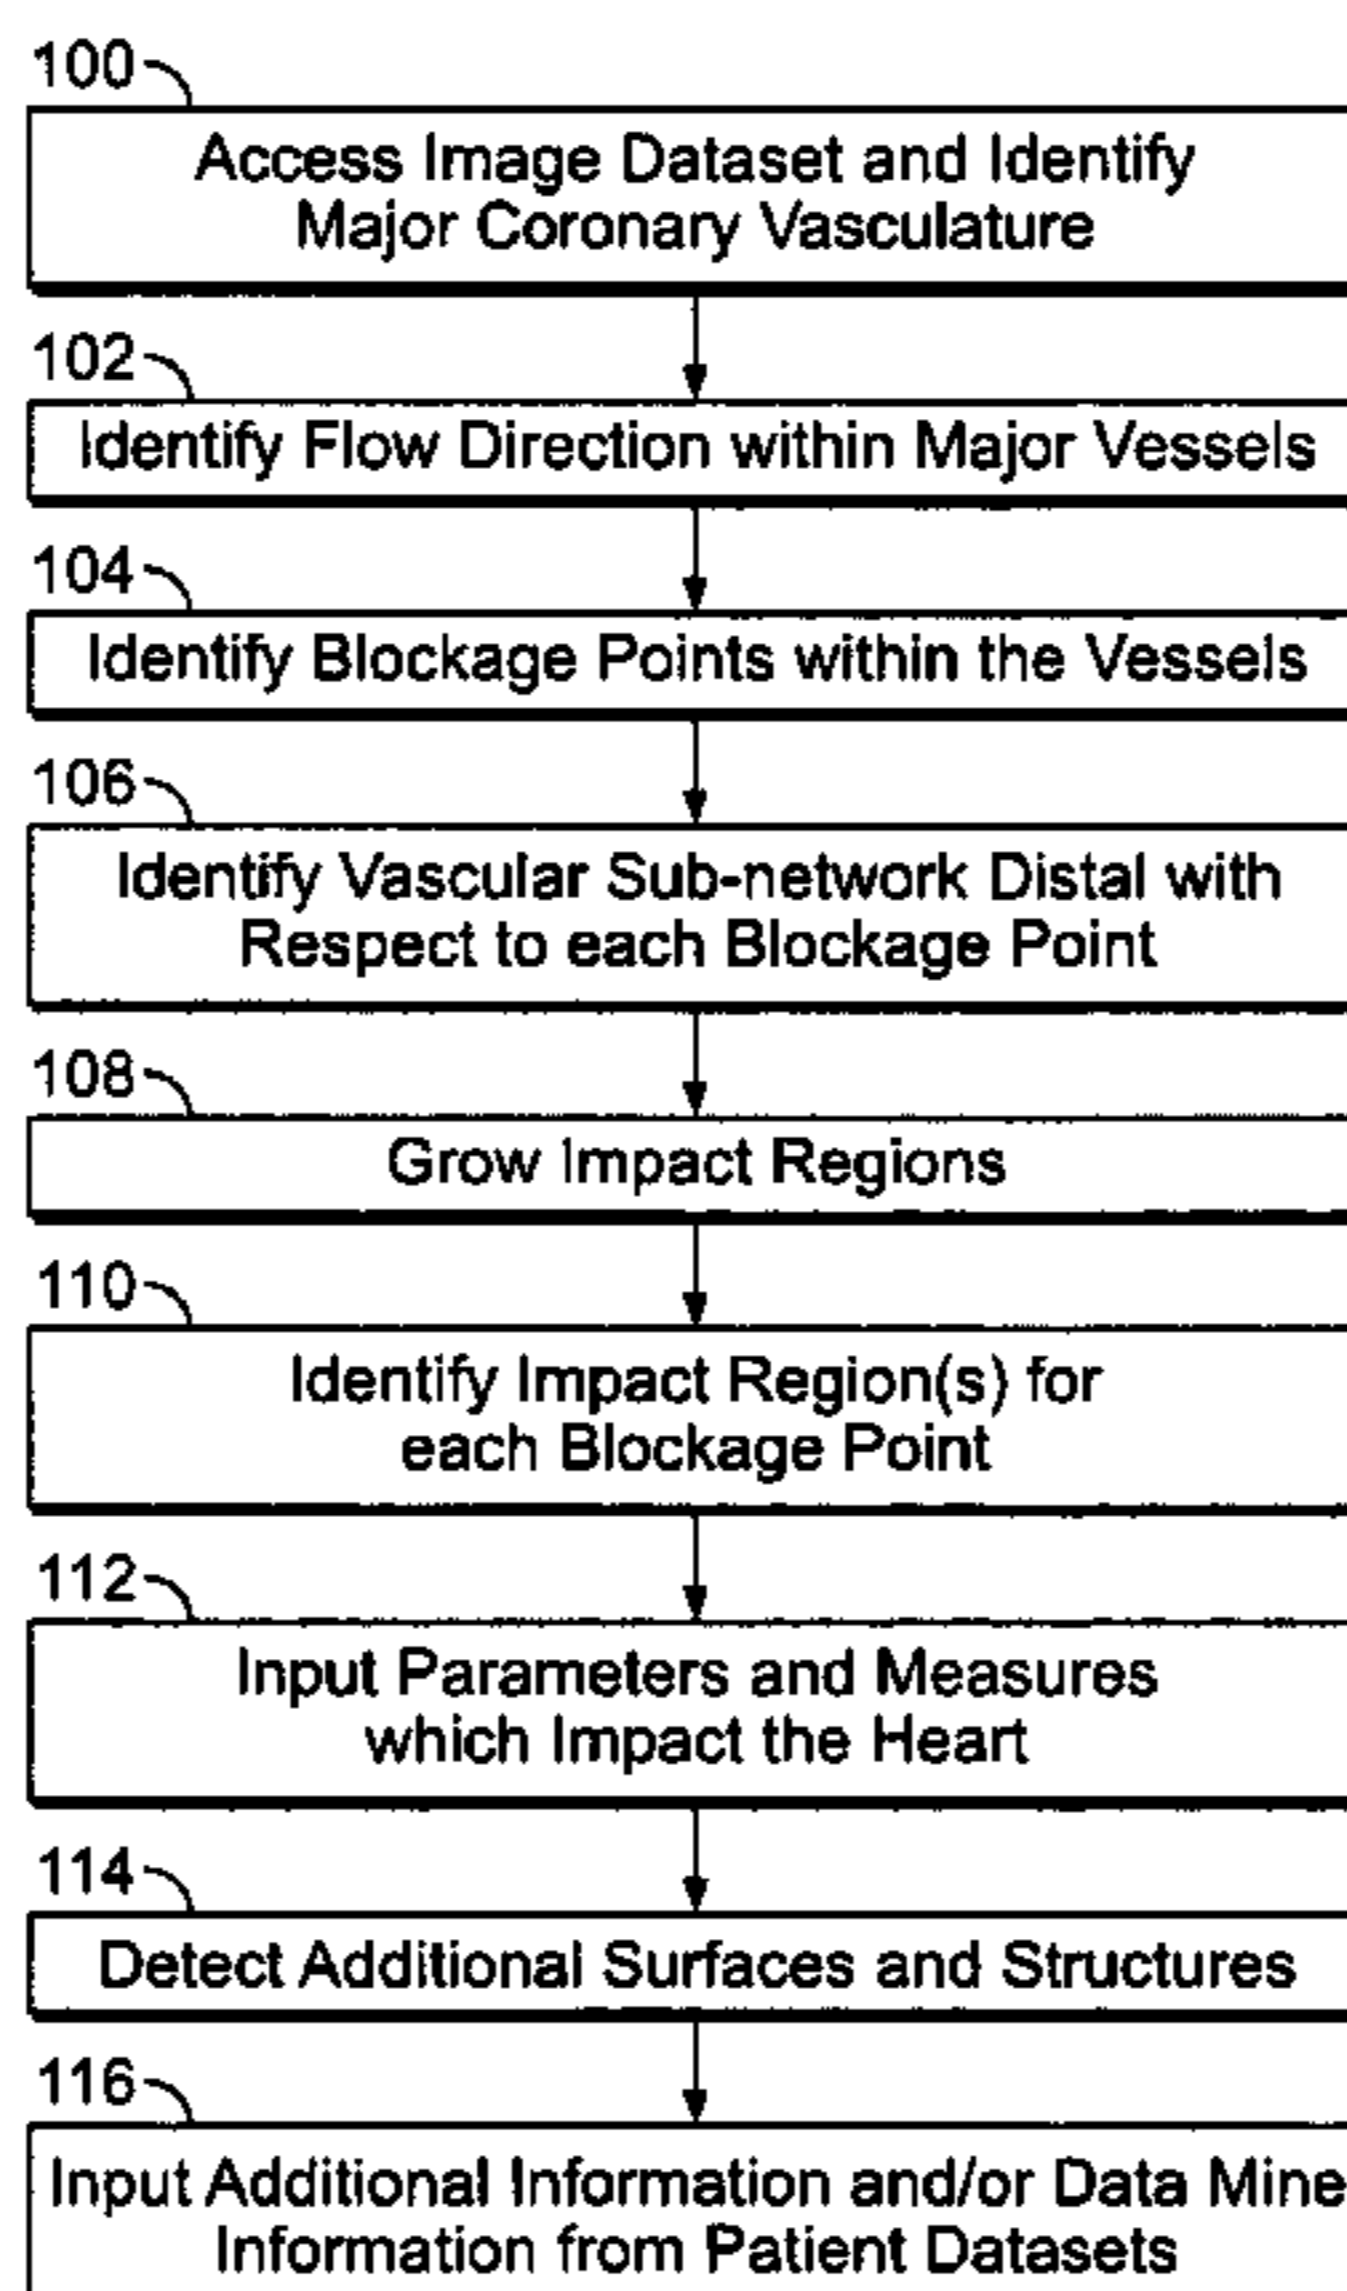 100
Access Image Dataset and Identify
Major Coronary Vasculature
102
Identify Flow Direction within Major Vessels
104
Identify Blockage Points within the Vessels
106
Identify Vascular Sub-network Distal with
Respect to each Blockage Point
108
Grow Impact Regions
110
Identify Impact Region(s) for
each Blockage Point
112
Input Parameters and Measures
which Impact the Heart
114
Detect Additional Surfaces and Structures
116
Input Additional Information and/or Data Mine
Information from Patient Datasets